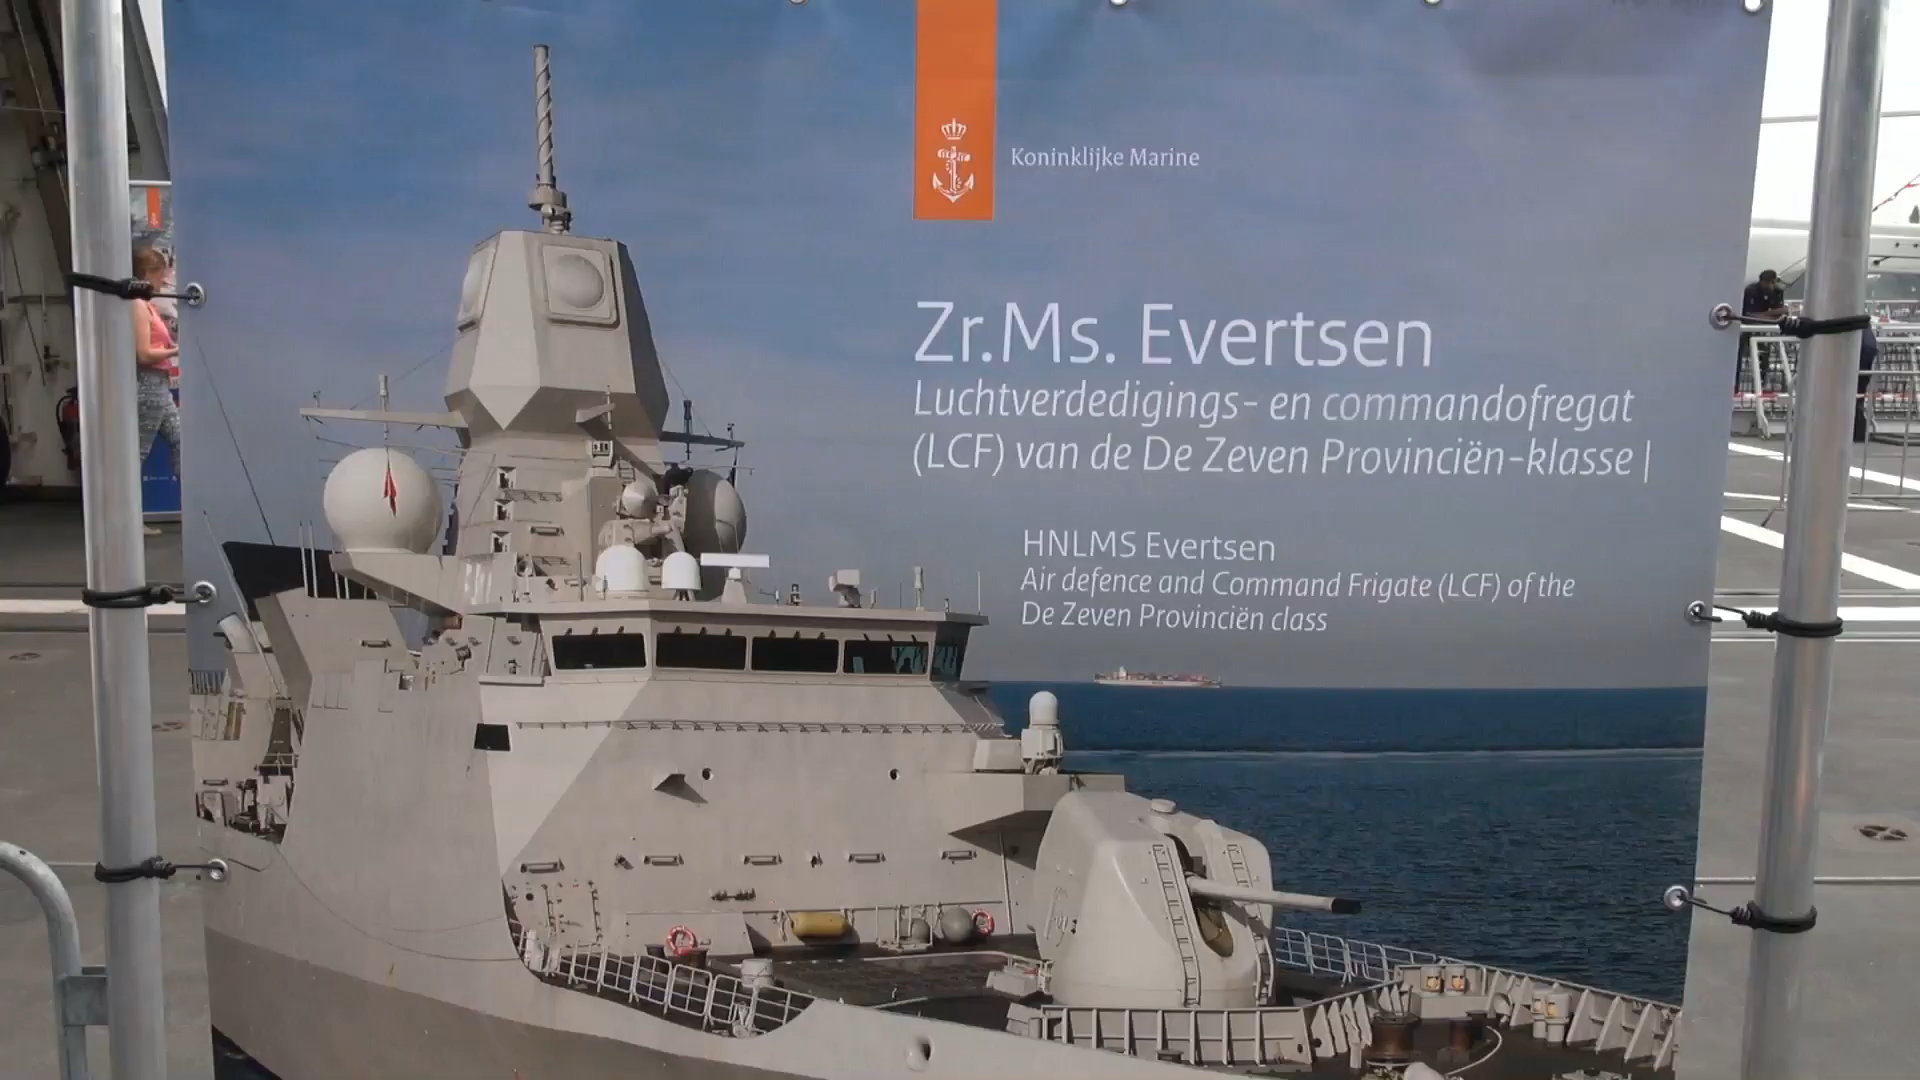 Koninklijke Marine
Zr.Ms. Evertsen
Luchtverdedigings- en commandofregat
(LCF) van de De Zeven Provinciën-klasse |
HNLMS Evertsen
Air defence and Command Frigate (LCF) of the
De Zeven Provinciën class